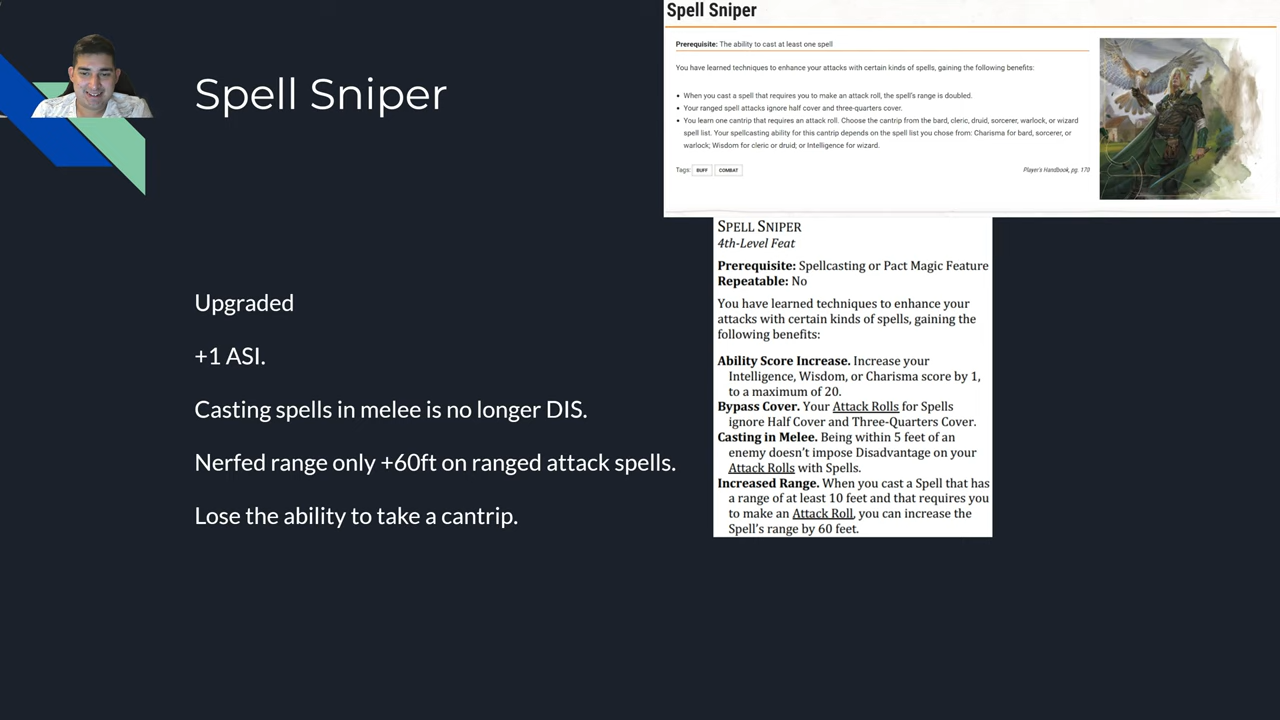 Spell Sniper
Upgraded
+1 ASI.
Casting spells in melee is no longer DIS.
Nerfed range only +60ft on ranged attack spells.
Lose the ability to take a cantrip.
Spell Sniper
Prerequisite: The ability to cast at least one spell
You have learned techniques to enhance your attacks with certain kinds of spells, gaining the following benefits:
• When you cast a spell that requires you to make an attack roll, the spell's range is doubled.
• Your ranged spell attacks ignore half cover and three-quarters cover.
• You learn one cantrip that requires an attack roll. Choose the cantrip from the bard, cleric, druid, sorcerer, warlock, or wizard
spell list. Your spellcasting ability for this cantrip depends on the spell list you chose from: Charisma for bard, sorcerer, or
warlock; Wisdom for cleric or druid; or Intelligence for wizard.
Tags: BUFF COMBAT
Player's Handbook, pg. 170
SPELL SNIPER
4th-Level Feat
Prerequisite: Spellcasting or Pact Magic Feature
Repeatable: No
You have learned techniques to enhance your
attacks with certain kinds of spells, gaining the
following benefits:
Ability Score Increase. Increase your
Intelligence, Wisdom, or Charisma score by 1,
to a maximum of 20.
Bypass Cover. Your Attack Rolls for Spells
ignore Half Cover and Three-Quarters Cover.
Casting in Melee. Being within 5 feet of an
enemy doesn't impose Disadvantage on your
Attack Rolls with Spells.
Increased Range. When you cast a Spell that has
a range of at least 10 feet and that requires you
to make an Attack Roll, you can increase the
Spell's range by 60 feet.